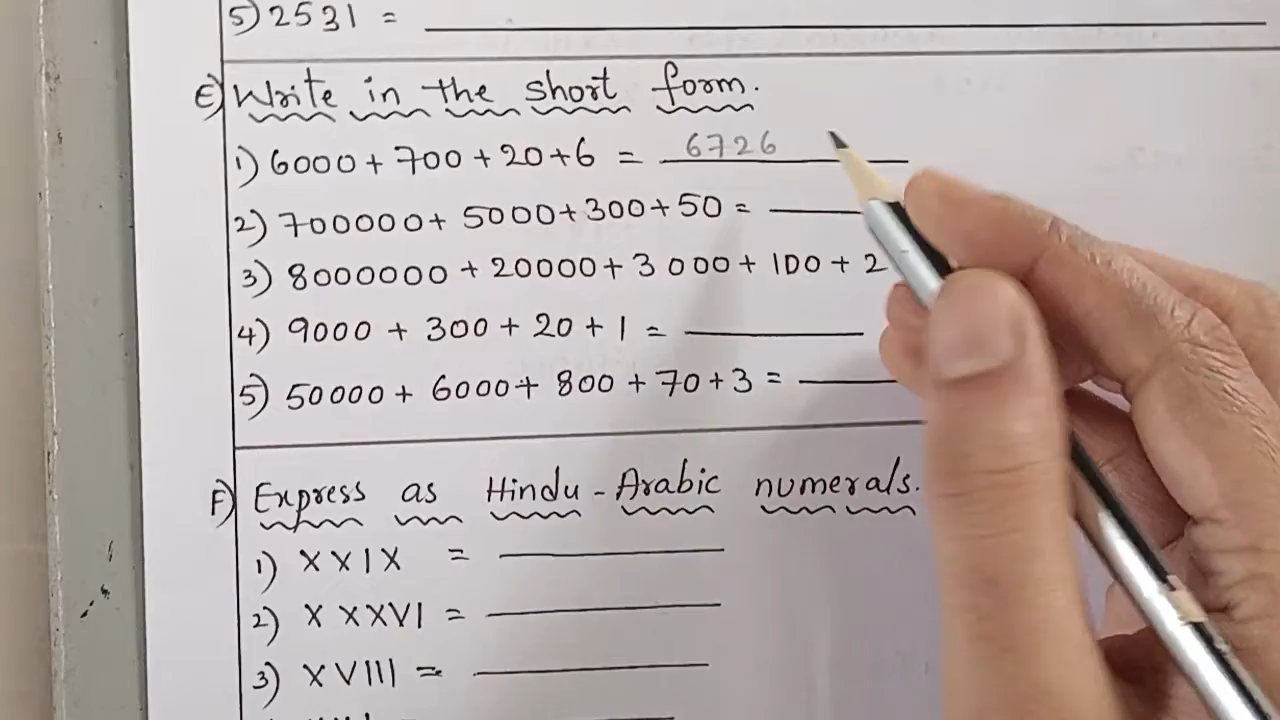 5) 2531 =
E) Write in the short form.
1) 6000 + 700 + 20 + 6 = 6726
2) 700000 + 5000 + 300 + 50 =
3) 8000000 + 20000 + 3000 + 100 + 2
4) 9000 + 300 + 20 + 1 =
5) 50000 + 6000 + 800 + 70 + 3 =
F) Express as Hindu - Arabic numerals.
1) XXIX =
2) XXXVI =
3) XVIII =